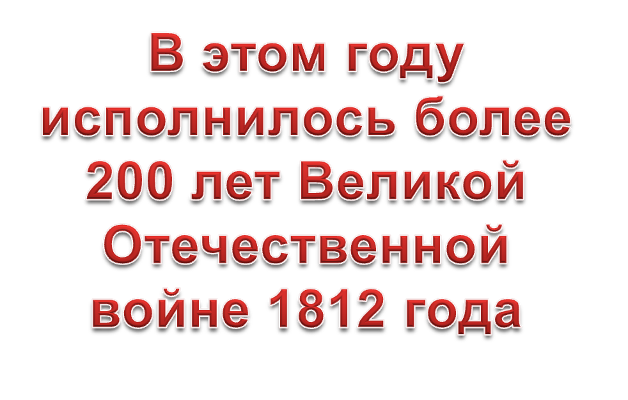 В этом году
исполнилось более
200 лет Великой
Отечественной
войне 1812 года